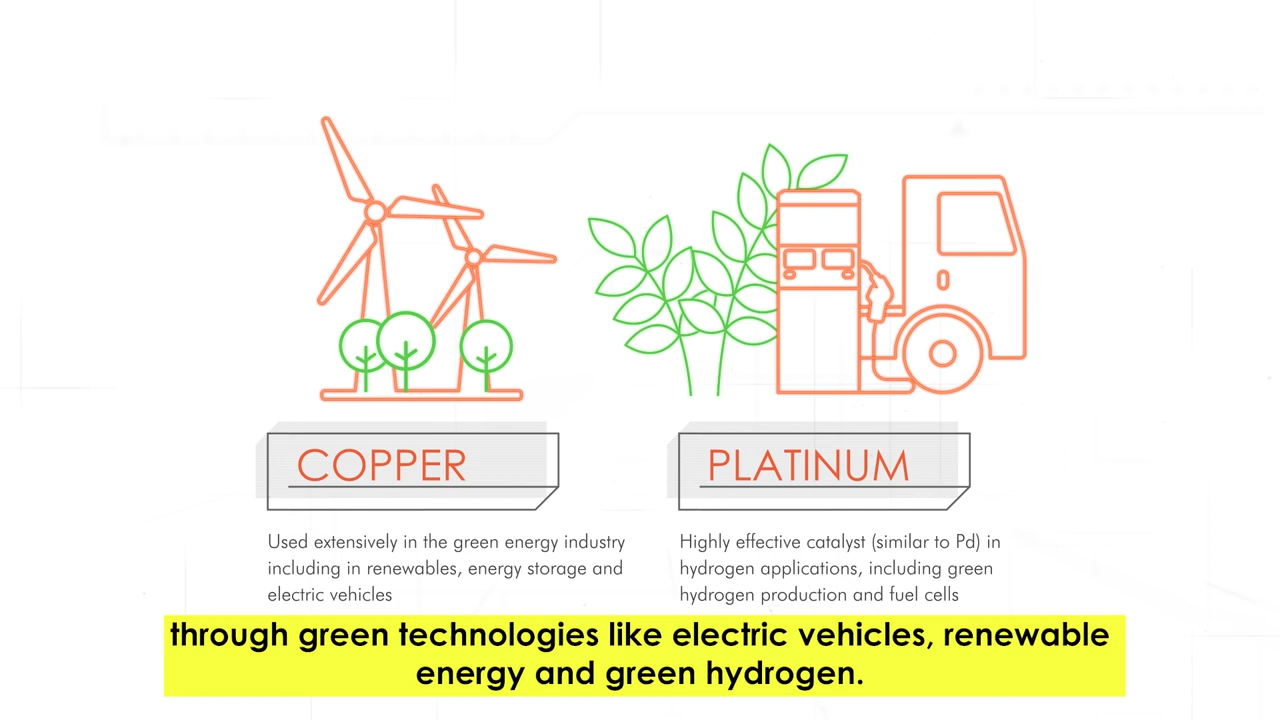 COPPER
Used extensively in the green energy industry
including in renewables, energy storage and
electric vehicles
PLATINUM
Highly effective catalyst (similar to Pd) in
hydrogen applications, including green
hydrogen production and fuel cells
through green technologies like electric vehicles, renewable
energy and green hydrogen.